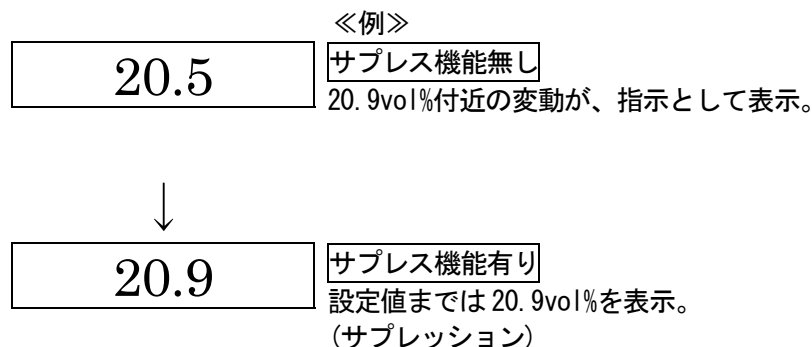 ≪例≫
20.5
サプレス機能無し
20.9vol%付近の変動が、指示として表示。
↓
20.9
サプレス機能有り
設定値までは 20.9vol%を表示。
(サプレッション)